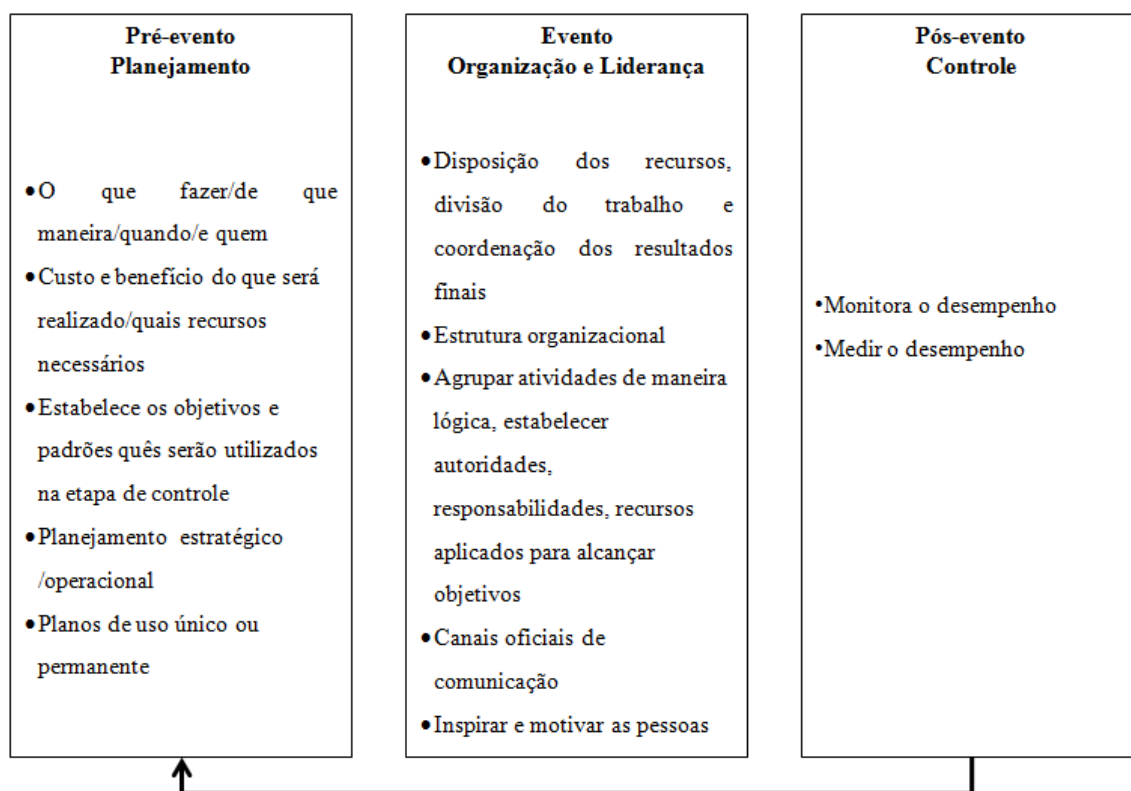 Pré-evento
Planejamento
•O que fazer/de que
maneira/quando/e quem
•Custo e benefício do que será
realizado/quais recursos
necessários
•Estabelece os objetivos e
padrões quês serão utilizados
na etapa de controle
•Planejamento estratégico
/operacional
•Planos de uso único ou
permanente
Evento
Organização e Liderança
•Disposição dos recursos,
divisão do trabalho e
coordenação dos resultados
finais
•Estrutura organizacional
•Agrupar atividades de maneira
lógica, estabelecer
autoridades,
responsabilidades, recursos
aplicados para alcançar
objetivos
•Canais oficiais de
comunicação
•Inspirar e motivar as pessoas
Pós-evento
Controle
•Monitora o desempenho
•Medir o desempenho